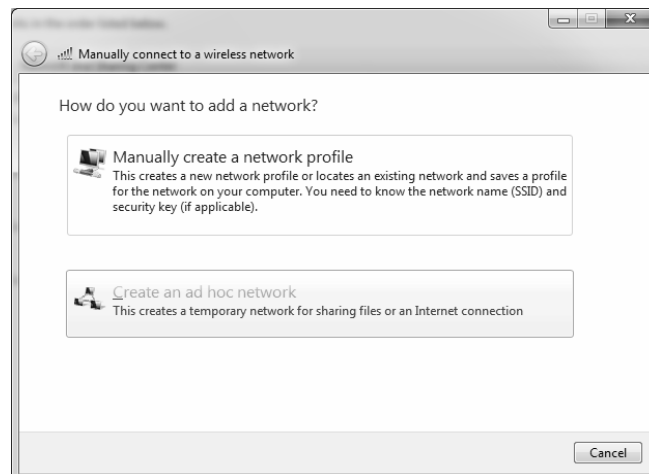 Manually connect to a wireless network
How do you want to add a network?
Manually create a network profile
This creates a new network profile or locates an existing network and saves a profile
for the network on your computer. You need to know the network name (SSID) and
security key (if applicable).
Create an ad hoc network
This creates a temporary network for sharing files or an Internet connection
Cancel